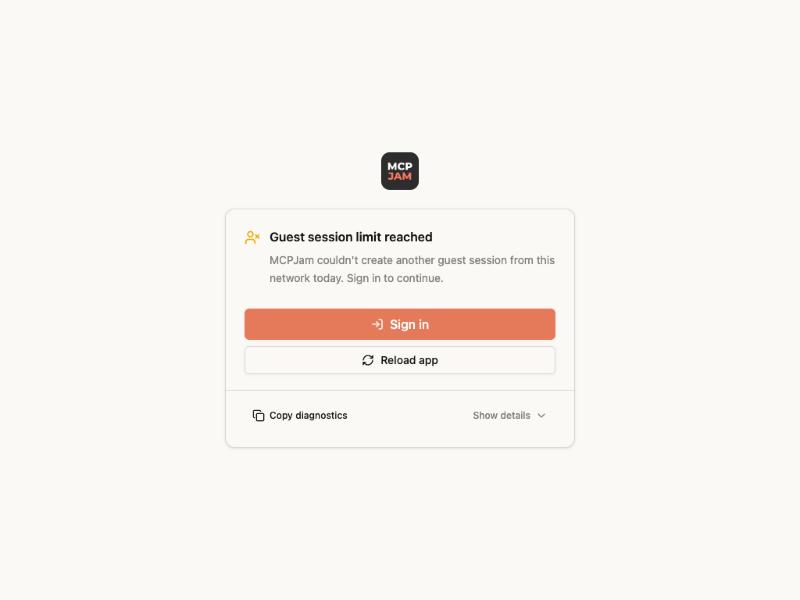 MCP
JAM
Guest session limit reached
MCPJam couldn't create another guest session from this
network today. Sign in to continue.
Sign in
Reload app
Copy diagnostics
Show details